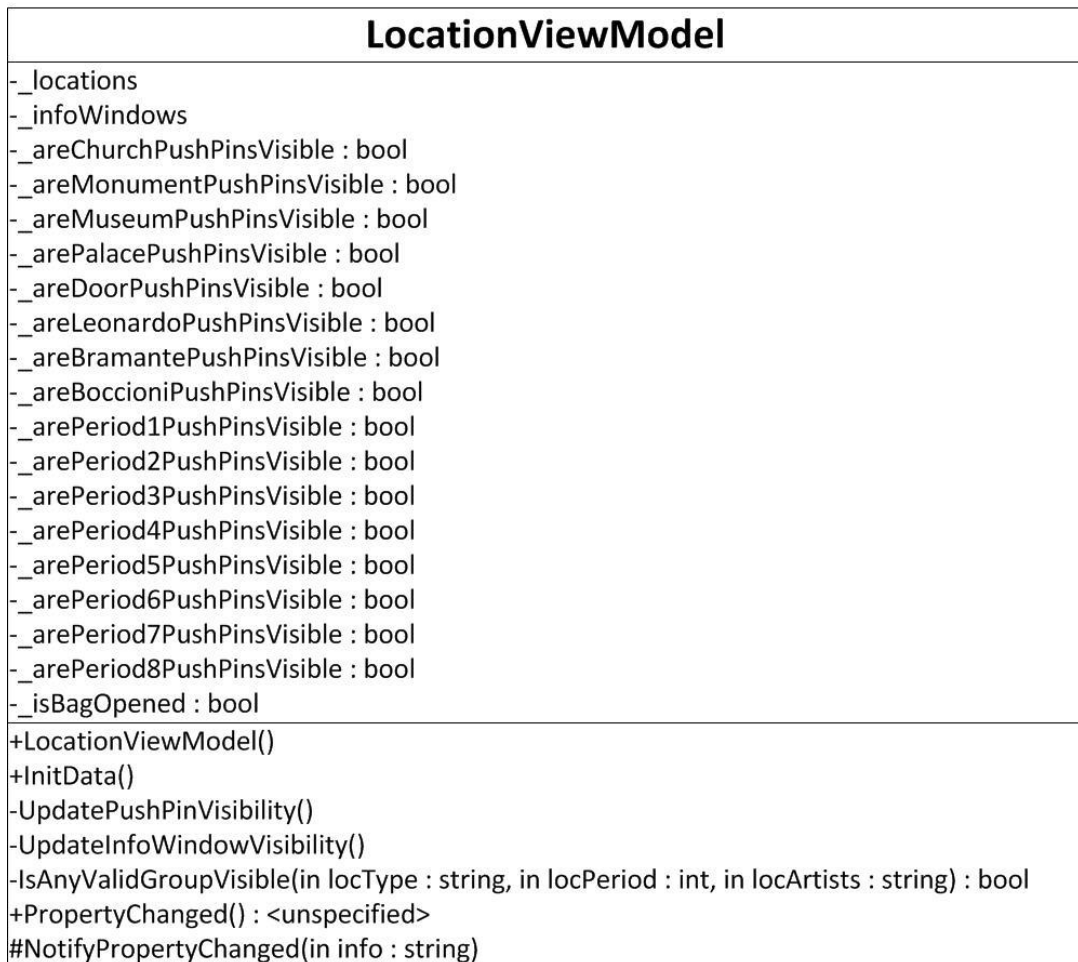 LocationViewModel
-_locations
-_infoWindows
-_areChurchPushPinsVisible : bool
-_areMonumentPushPinsVisible : bool
-_areMuseumPushPinsVisible : bool
-_arePalacePushPinsVisible : bool
-_areDoorPushPinsVisible : bool
-_areLeonardoPushPinsVisible : bool
-_areBramantePushPinsVisible : bool
-_areBoccioniPushPinsVisible : bool
-_arePeriod1PushPinsVisible : bool
-_arePeriod2PushPinsVisible : bool
-_arePeriod3PushPinsVisible : bool
-_arePeriod4PushPinsVisible : bool
-_arePeriod5PushPinsVisible : bool
-_arePeriod6PushPinsVisible : bool
-_arePeriod7PushPinsVisible : bool
-_arePeriod8PushPinsVisible : bool
-_isBagOpened : bool
+LocationViewModel()
+InitData()
-UpdatePushPinVisibility()
-UpdateInfoWindowVisibility()
-IsAnyValidGroupVisible(in locType : string, in locPeriod : int, in locArtists : string) : bool
+PropertyChanged() : <unspecified>
#NotifyPropertyChanged(in info : string)